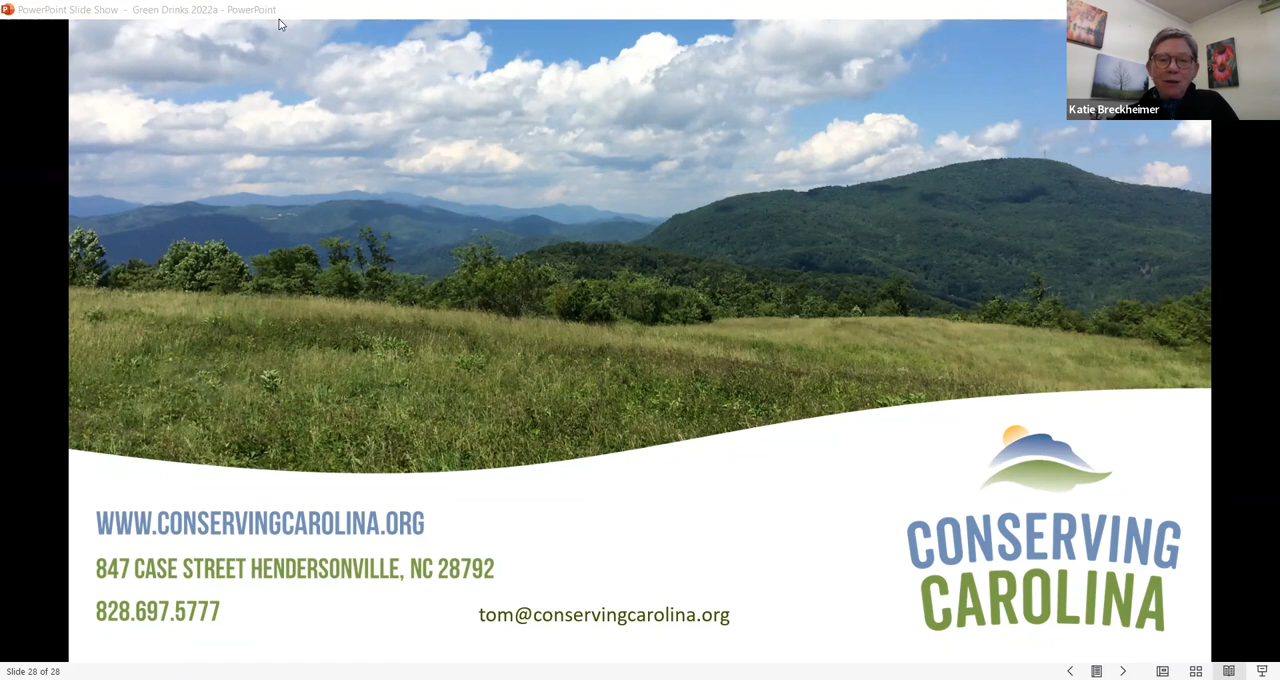 PowerPoint Slide Show - Green Drinks 2022a - PowerPoint
Katie Breckheimer
WWW.CONSERVINGCAROLINA.ORG
847 CASE STREET HENDERSONVILLE, NC 28792
828.697.5777
tom@conservingcarolina.org
CONSERVING
CAROLINA
Slide 28 of 28